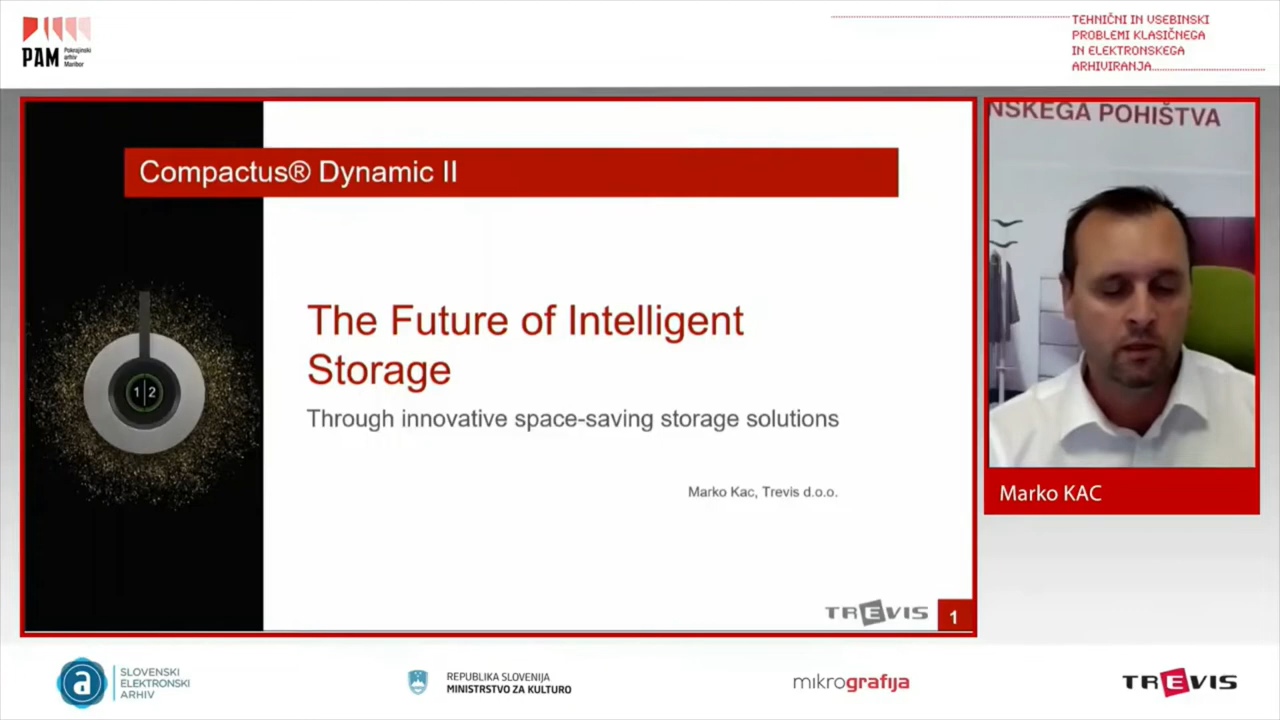 PAM
Pokrajinski
arhiv
Maribor
TEHNIČNI IN VSEBINSKI
PROBLEMI KLASIČNEGA
IN ELEKTRONSKEGA
ARHIVIRANJA
Compactus® Dynamic II
1|2
The Future of Intelligent
Storage
Through innovative space-saving storage solutions
Marko Kac, Trevis d.o.o.
TREVIS
1
NSKEGA POHIŠTVA
Marko KAC
a
SLOVENSKI
ELEKTRONSKI
ARHIV
REPUBLIKA SLOVENIJA
MINISTRSTVO ZA KULTURO
mikrografija
TREVIS